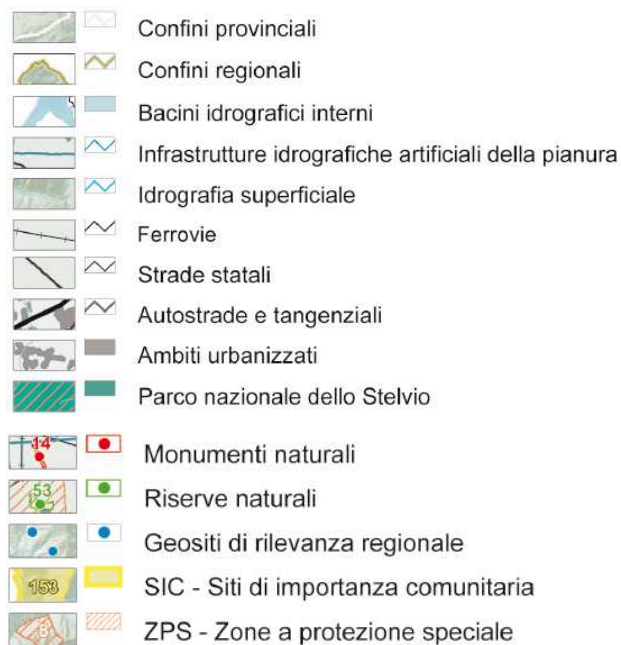 Confini provinciali
Confini regionali
Bacini idrografici interni
Infrastrutture idrografiche artificiali della pianura
Idrografia superficiale
Ferrovie
Strade statali
Autostrade e tangenziali
Ambiti urbanizzati
Parco nazionale dello Stelvio
14 Monumenti naturali
53 Riserve naturali
Geositi di rilevanza regionale
153 SIC - Siti di importanza comunitaria
8 ZPS - Zone a protezione speciale